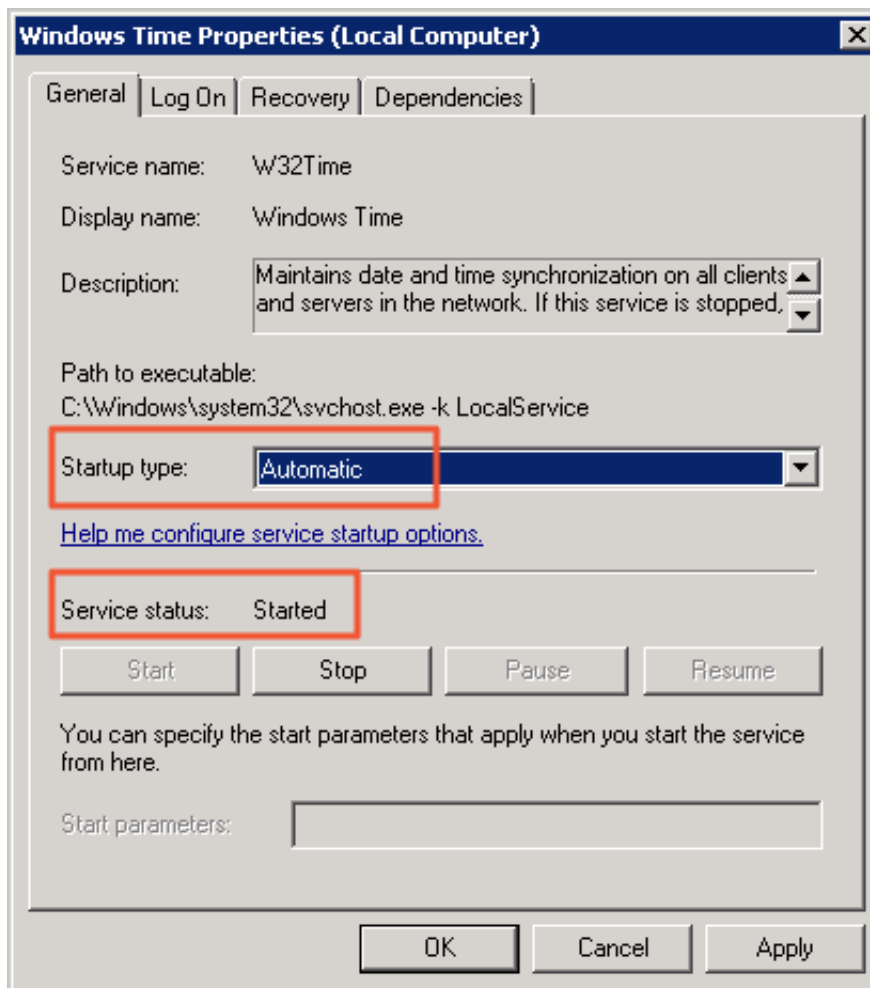 Windows Time Properties (Local Computer)
General Log On Recovery Dependencies
Service name: W32Time
Display name: Windows Time
Description: Maintains date and time synchronization on all clients
and servers in the network. If this service is stopped,
Path to executable:
C:\Windows\system32\svchost.exe -k LocalService
Startup type: Automatic
Help me configure service startup options.
Service status: Started
Start Stop Pause Resume
You can specify the start parameters that apply when you start the service
from here.
Start parameters:
OK Cancel Apply